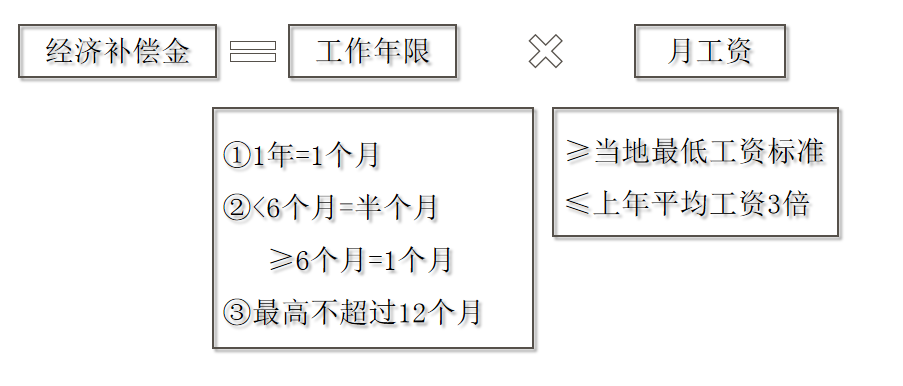 经济补偿金 = 工作年限 × 月工资
①1年=1个月
②<6个月=半个月
≥6个月=1个月
③最高不超过12个月
≥当地最低工资标准
≤上年平均工资3倍